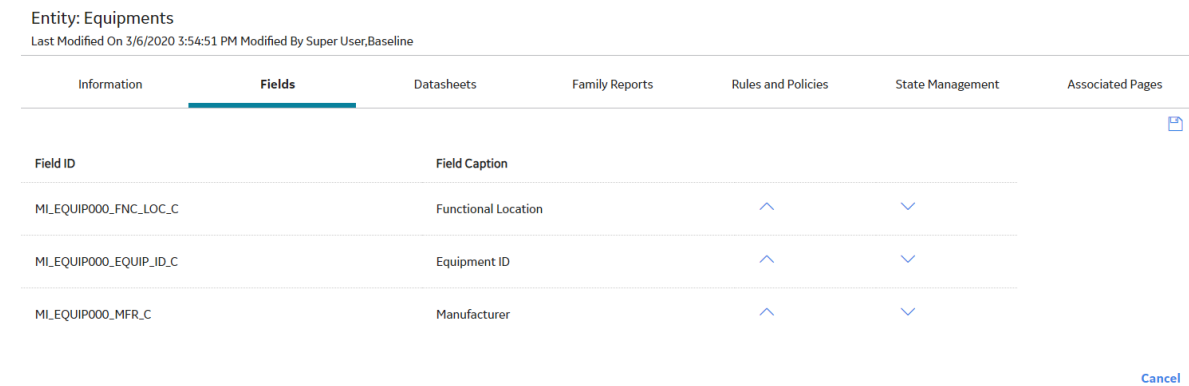 Entity: Equipments
Last Modified On 3/6/2020 3:54:51 PM Modified By Super User,Baseline
Information Fields Datasheets Family Reports Rules and Policies State Management Associated Pages
Field ID Field Caption
MI_EQUIP000_FNC_LOC_C Functional Location
MI_EQUIP000_EQUIP_ID_C Equipment ID
MI_EQUIP000_MFR_C Manufacturer
Cancel